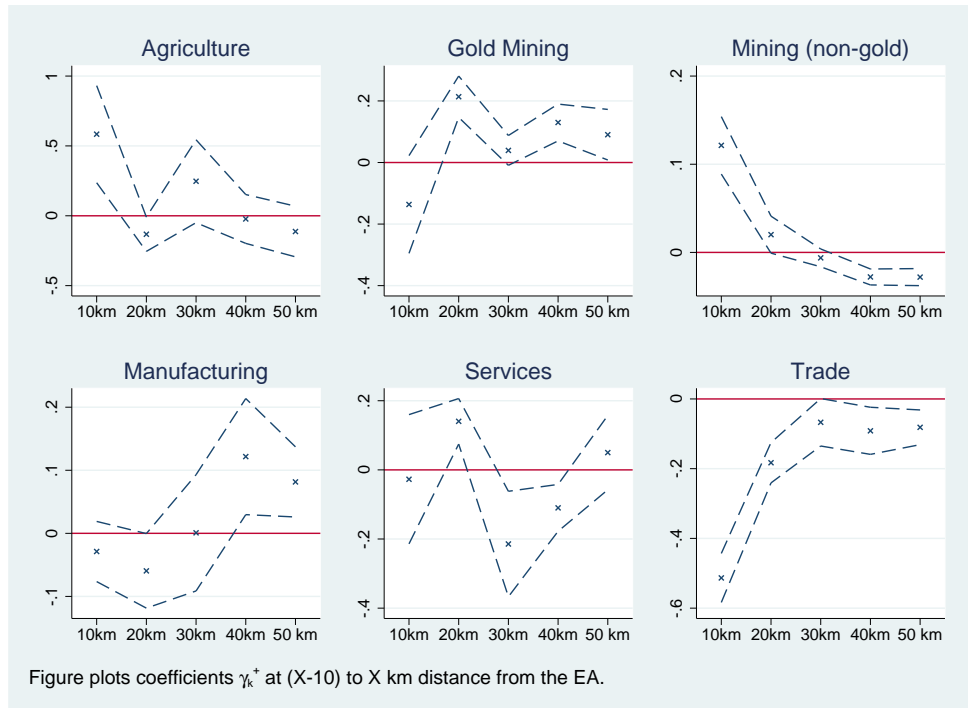 Agriculture
1
.5
0
-.5
10km 20km 30km 40km 50 km
Gold Mining
.2
0
.2
-.4
10km 20km 30km 40km 50 km
Mining (non-gold)
.2
.1
0
10km 20km 30km 40km 50 km
Manufacturing
.2
.1
0
-.1
10km 20km 30km 40km 50 km
Services
.2
0
.2
-.4
10km 20km 30km 40km 50 km
Trade
0
.2
-.4
-.6
10km 20km 30km 40km 50 km
Figure plots coefficients γₖ⁺ at (X-10) to X km distance from the EA.